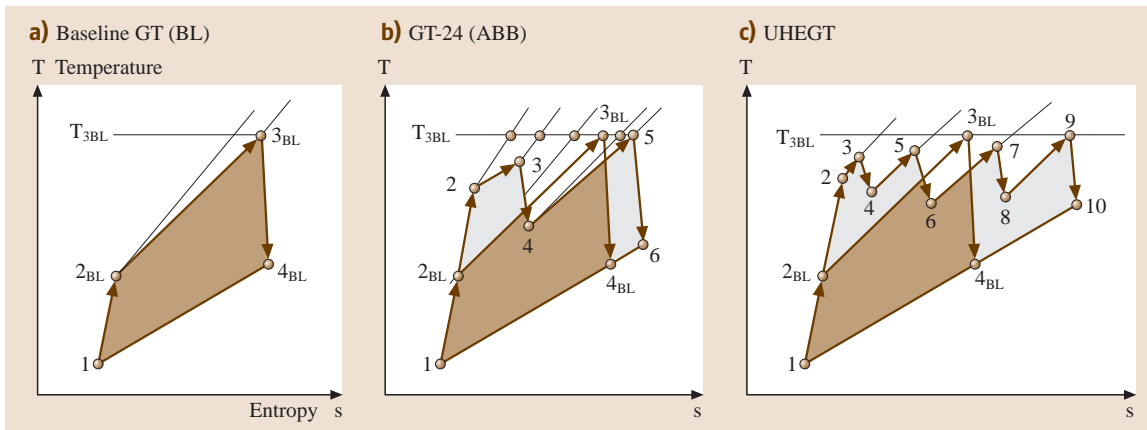 a) Baseline GT (BL)
T Temperature
T3BL
3BL
2BL
4BL
1
Entropy s
b) GT-24 (ABB)
T
T3BL
3BL
5
3
2
4
2BL
6
4BL
1
s
c) UHEGT
T
T3BL
3BL
9
3
5
7
2
4
6
8
10
2BL
4BL
1
s